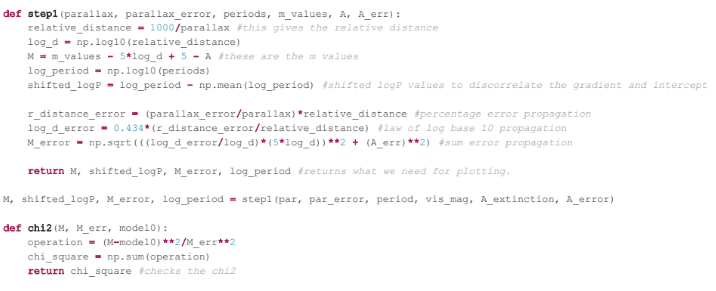 def step1(parallax, parallax_error, periods, m_values, A, A_err):
    relative_distance = 1000/parallax #this gives the relative distance
    log_d = np.log10(relative_distance)
    M = m_values - 5*log_d + 5 - A #these are the m values
    log_period = np.log10(periods)
    shifted_logP = log_period - np.mean(log_period) #shifted logP values to discorrelate the gradient and intercept
    r_distance_error = (parallax_error/parallax)*relative_distance #percentage error propagation
    log_d_error = 0.434*(r_distance_error/relative_distance) #law of log base 10 propagation
    M_error = np.sqrt(((log_d_error/log_d)*(5*log_d))**2 + (A_err)**2) #sum error propagation
    return M, shifted_logP, M_error, log_period #returns what we need for plotting.
M, shifted_logP, M_error, log_period = step1(par, par_error, period, vis_mag, A_extinction, A_error)
def chi2(M, M_err, model0):
    operation = (M-model0)**2/M_err**2
    chi_square = np.sum(operation)
    return chi_square #checks the chi2